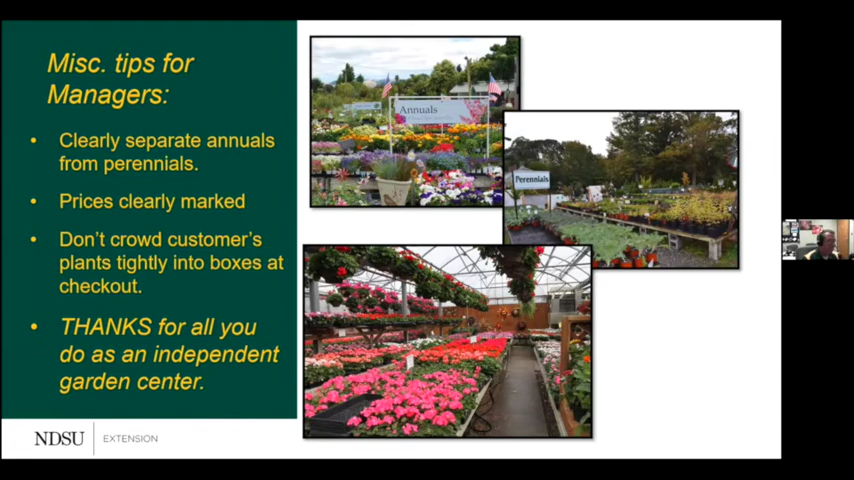 Misc. tips for
Managers:
• Clearly separate annuals
from perennials.
• Prices clearly marked
• Don't crowd customer's
plants tightly into boxes at
checkout.
• THANKS for all you
do as an independent
garden center.
NDSU EXTENSION
Annuals
Perennials